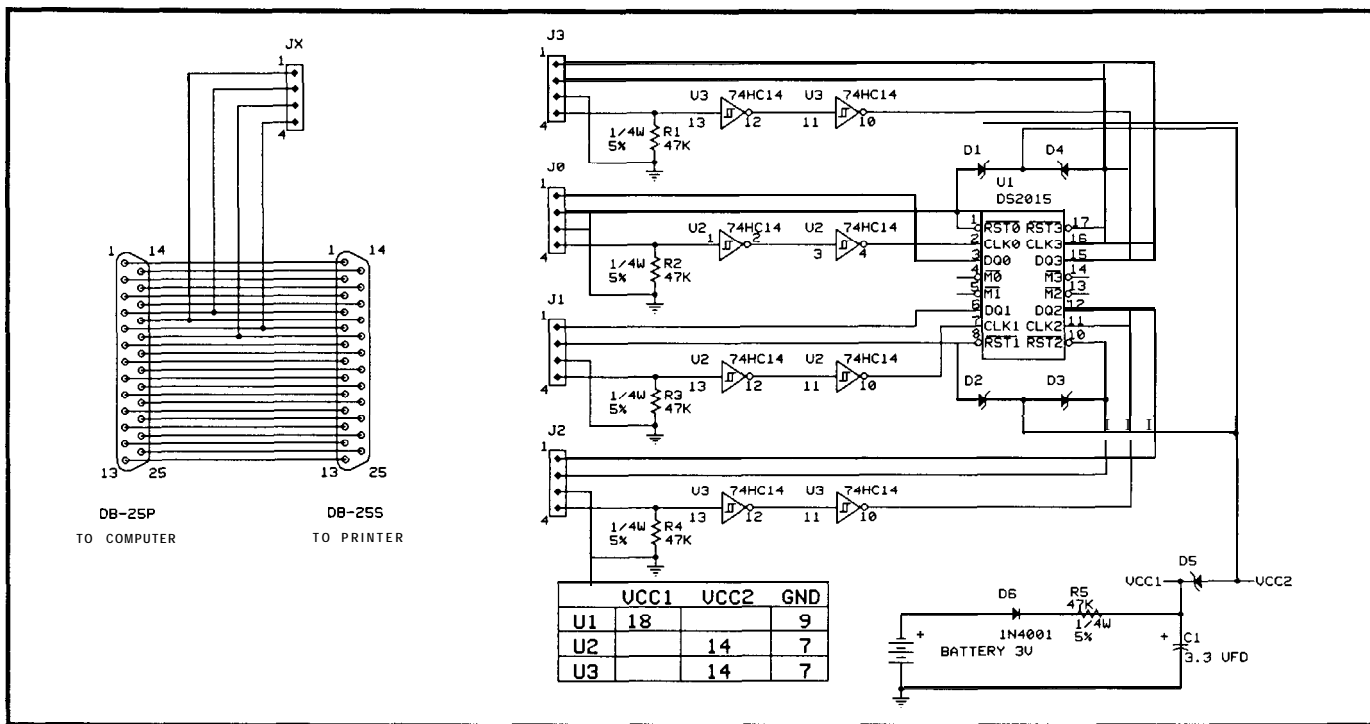 JX
1
4
1 14
1 14
13 25
13 25
DB-25P
TO COMPUTER
DB-25S
TO PRINTER
J3
1
4
U3 74HC14
13 12
U3 74HC14
11 10
1/4W
5%
R1
47K
J0
1
4
U2 74HC14
1 2
U2 74HC14
3 4
1/4W
5%
R2
47K
J1
1
4
U2 74HC14
13 12
U2 74HC14
11 10
1/4W
5%
R3
47K
J2
1
4
U3 74HC14
13 12
U3 74HC14
11 10
1/4W
5%
R4
47K
D1 D4
U1
DS2015
1 RST0 RST3 17
2 CLK0 CLK3 16
3 DQ0 DQ3 15
4 M0 M3 14
5 M1 M2 13
6 DQ1 DQ2 12
7 CLK1 CLK2 11
8 RST1 RST2 10
D2 D3
VCC1 VCC2 GND
U1 18 9
U2 14 7
U3 14 7
D5
VCC1 VCC2
D6
1N4001
R5
47K
1/4W
5%
+
BATTERY 3V
+ C1
3.3 UFD